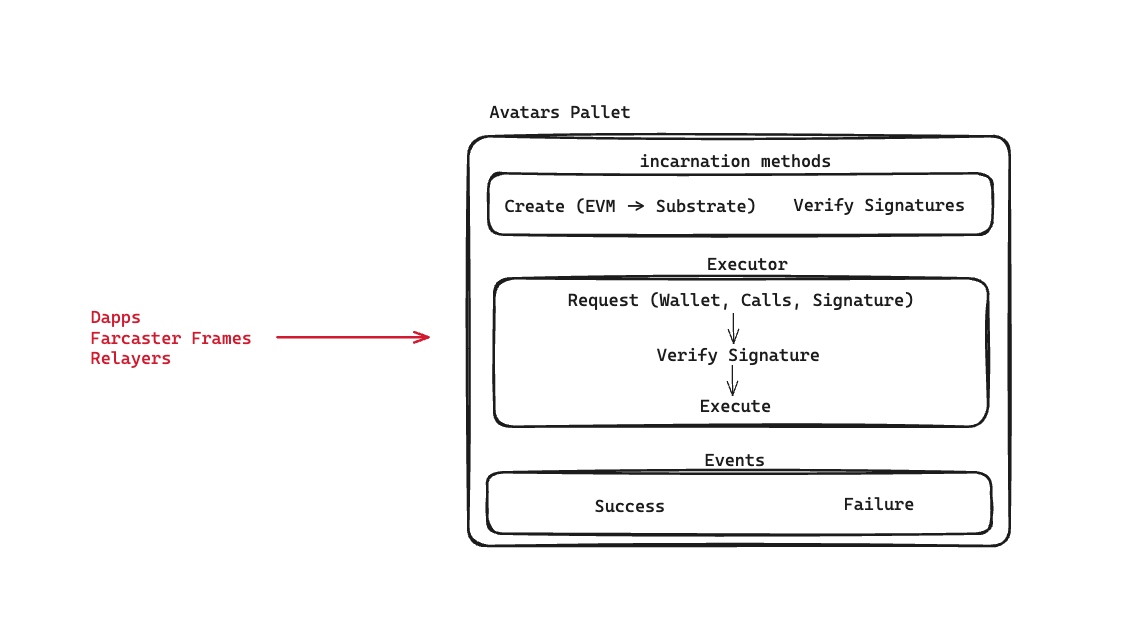 Avatars Pallet
incarnation methods
Create (EVM → Substrate) Verify Signatures
Executor
Request (Wallet, Calls, Signature)
Dapps
Farcaster Frames
Relayers
Verify Signature
Execute
Events
Success Failure